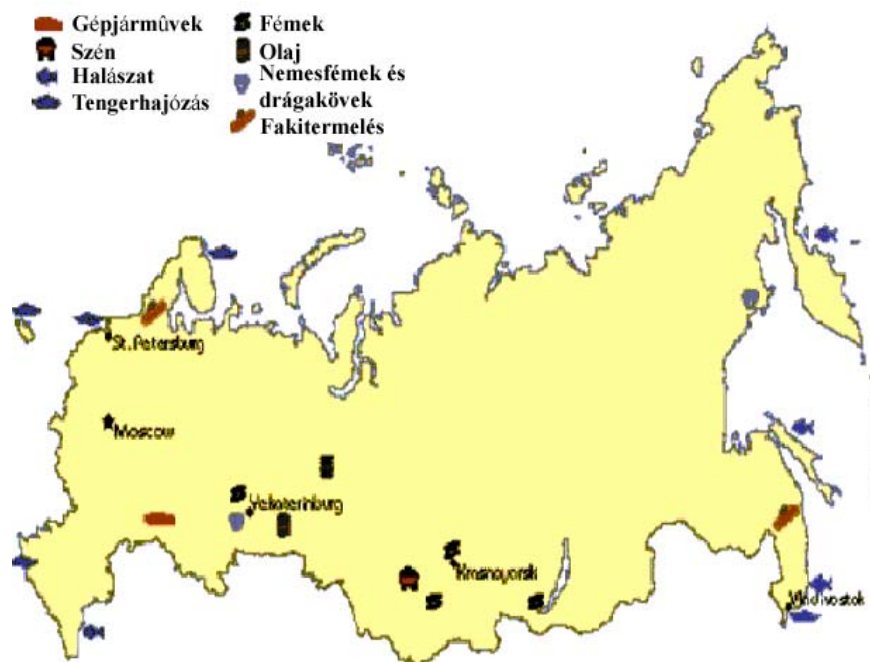 Gépjármûvek
Szén
Halászat
Tengerhajózás
Fémek
Olaj
Nemesfémek és
drágakövek
Fakitermelés
St. Petersburg
Moscow
Yekaterinburg
Krasnoyarsk
Vladivostok